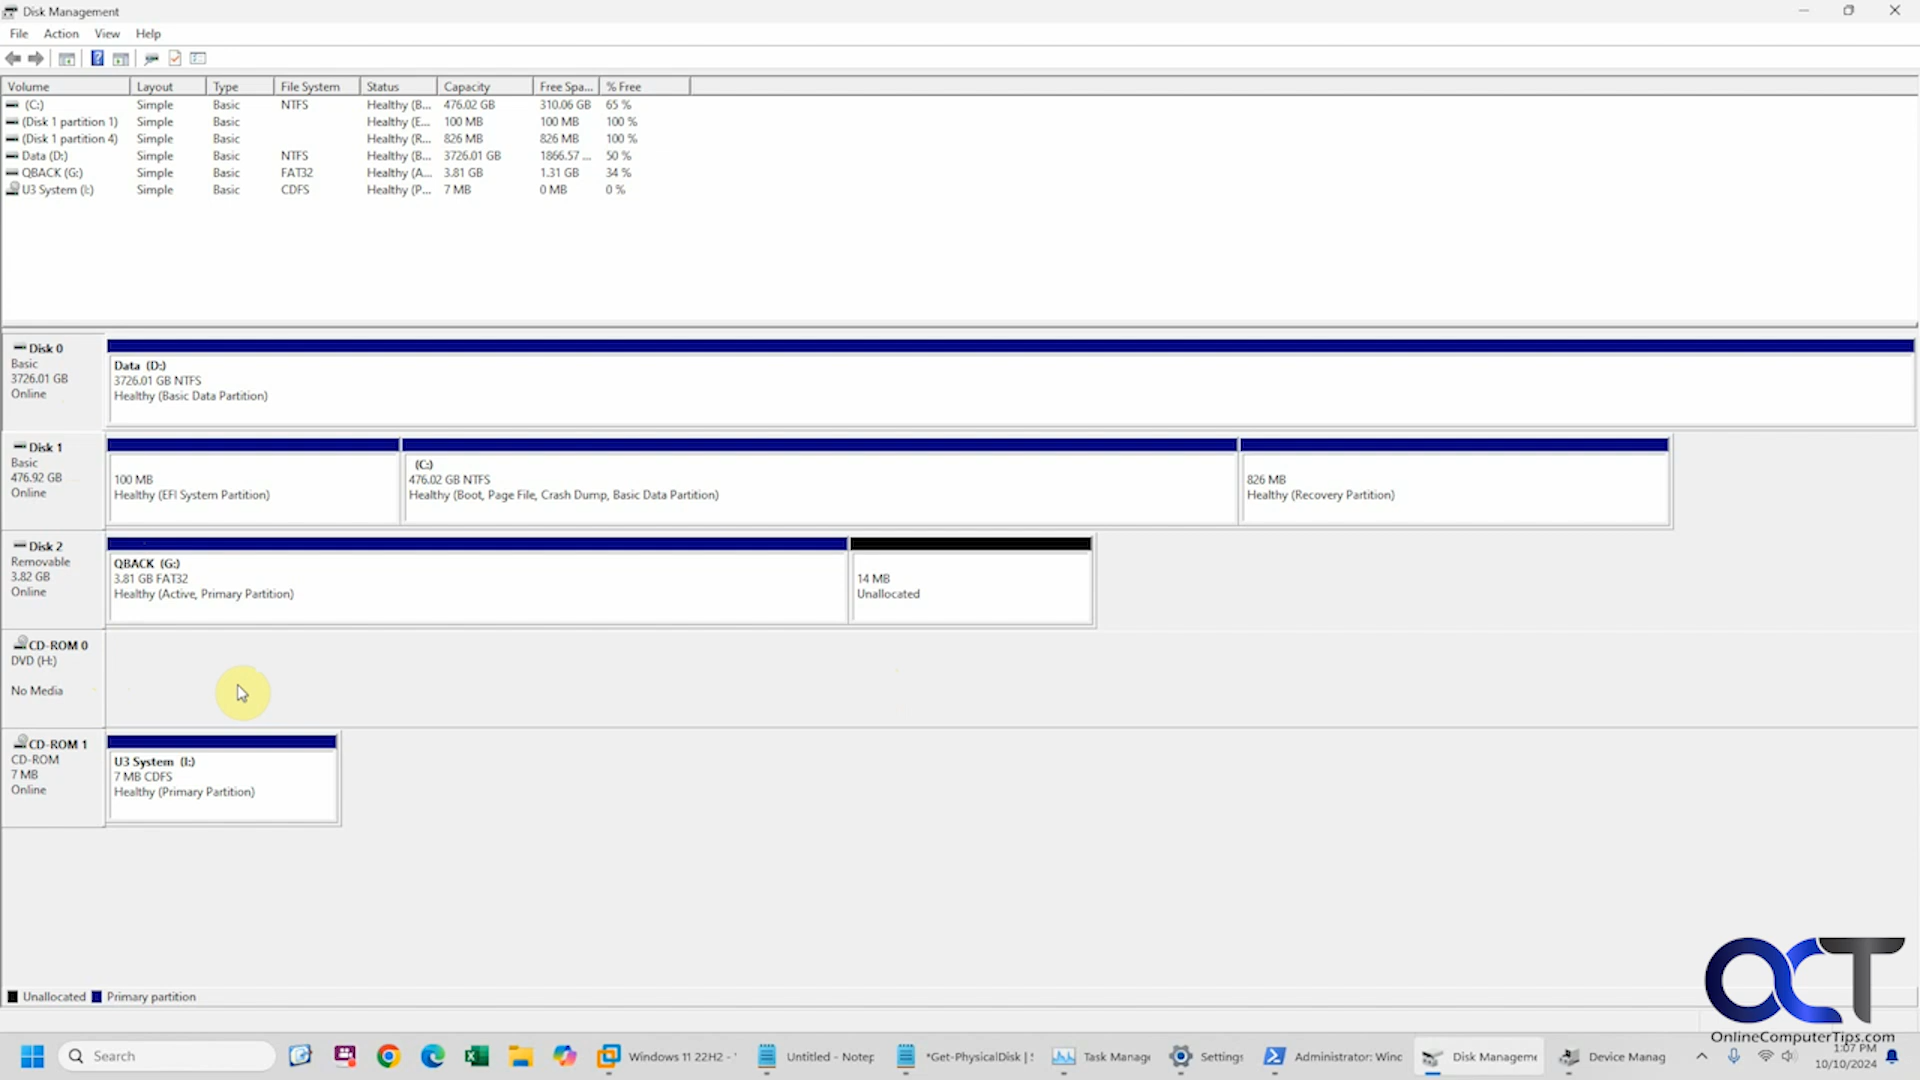 Disk Management
File Action View Help
Volume Layout Type File System Status Capacity Free Spa... % Free
(C:) Simple Basic NTFS Healthy (B... 476.02 GB 310.06 GB 65 %
(Disk 1 partition 1) Simple Basic Healthy (E... 100 MB 100 MB 100 %
(Disk 1 partition 4) Simple Basic Healthy (R... 826 MB 826 MB 100 %
Data (D:) Simple Basic NTFS Healthy (B... 3726.01 GB 1866.57 ... 50 %
QBACK (G:) Simple Basic FAT32 Healthy (A... 3.81 GB 1.31 GB 34 %
U3 System (I:) Simple Basic CDFS Healthy (P... 7 MB 0 MB 0 %
Disk 0
Basic
3726.01 GB
Online
Data (D:)
3726.01 GB NTFS
Healthy (Basic Data Partition)
Disk 1
Basic
476.92 GB
Online
100 MB
Healthy (EFI System Partition)
(C:)
476.02 GB NTFS
Healthy (Boot, Page File, Crash Dump, Basic Data Partition)
826 MB
Healthy (Recovery Partition)
Disk 2
Removable
3.82 GB
Online
QBACK (G:)
3.81 GB FAT32
Healthy (Active, Primary Partition)
14 MB
Unallocated
CD-ROM 0
DVD (H:)
No Media
CD-ROM 1
CD-ROM
7 MB
Online
U3 System (I:)
7 MB CDFS
Healthy (Primary Partition)
Unallocated Primary partition
OCT
OnlineComputerTips.com
Search Windows 11 22H2 - ' Untitled - Notep *Get-PhysicalDisk | Task Manag Settings Administrator: Winc Disk Manageme Device Manag
1:07 PM
10/10/2024